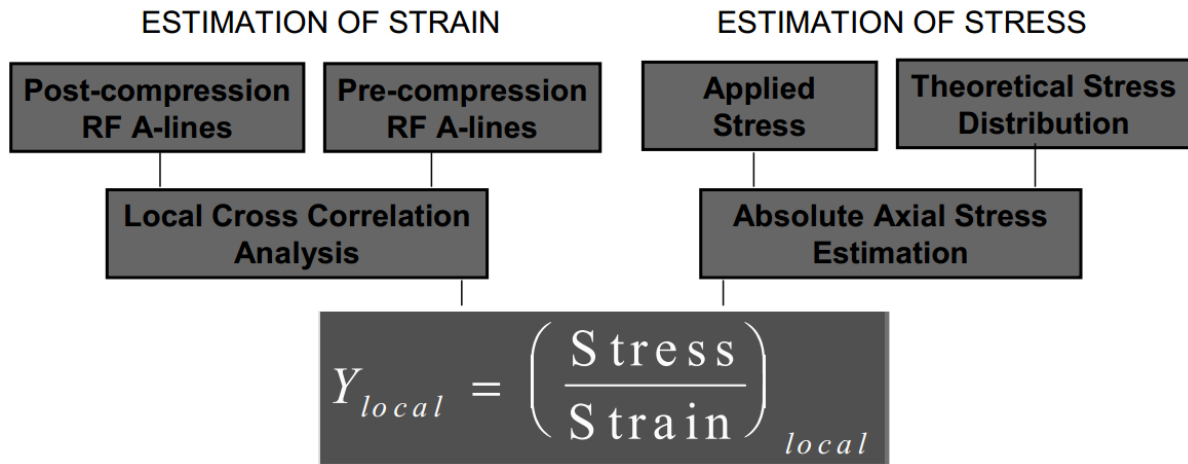 ESTIMATION OF STRAIN
ESTIMATION OF STRESS
Post-compression
RF A-lines
Pre-compression
RF A-lines
Applied
Stress
Theoretical Stress
Distribution
Local Cross Correlation
Analysis
Absolute Axial Stress
Estimation
Y_local = (Stress / Strain)_local